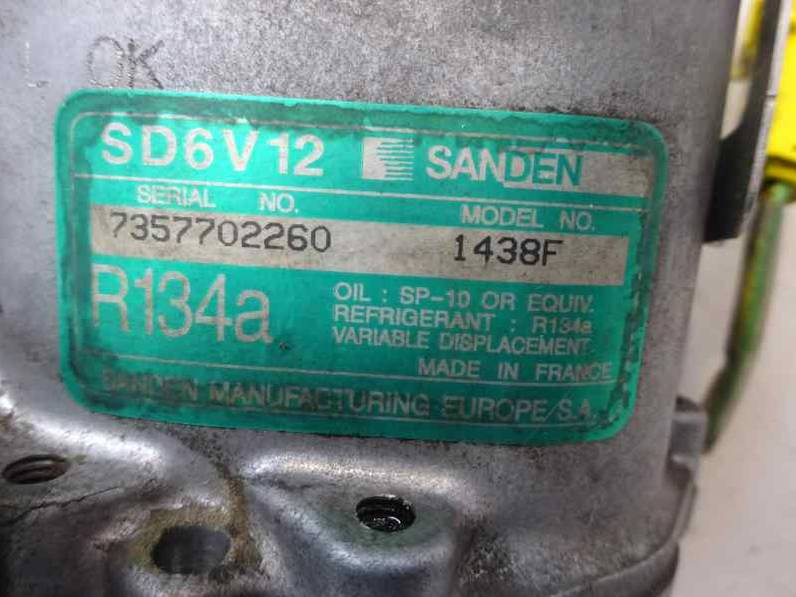 OK
SD6V12 SANDEN
SERIAL NO. MODEL NO.
7357702260 1438F
R134a
OIL : SP-10 OR EQUIV.
REFRIGERANT : R134a
VARIABLE DISPLACEMENT
MADE IN FRANCE
SANDEN MANUFACTURING EUROPE/S.A.